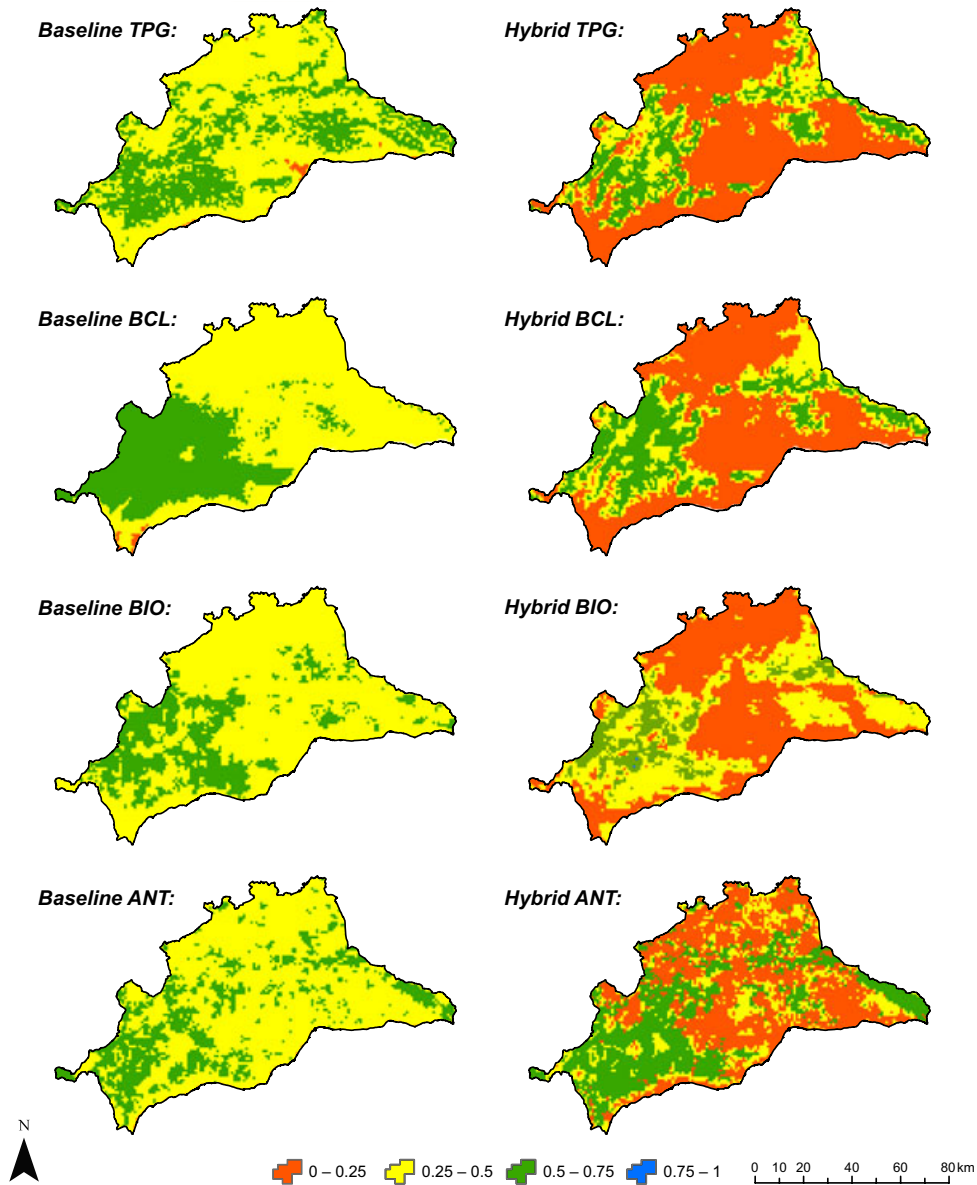 Baseline TPG: Hybrid TPG:
Baseline BCL: Hybrid BCL:
Baseline BIO: Hybrid BIO:
Baseline ANT: Hybrid ANT:
N
0 – 0.25 0.25 – 0.5 0.5 – 0.75 0.75 – 1
0 10 20 40 60 80 km